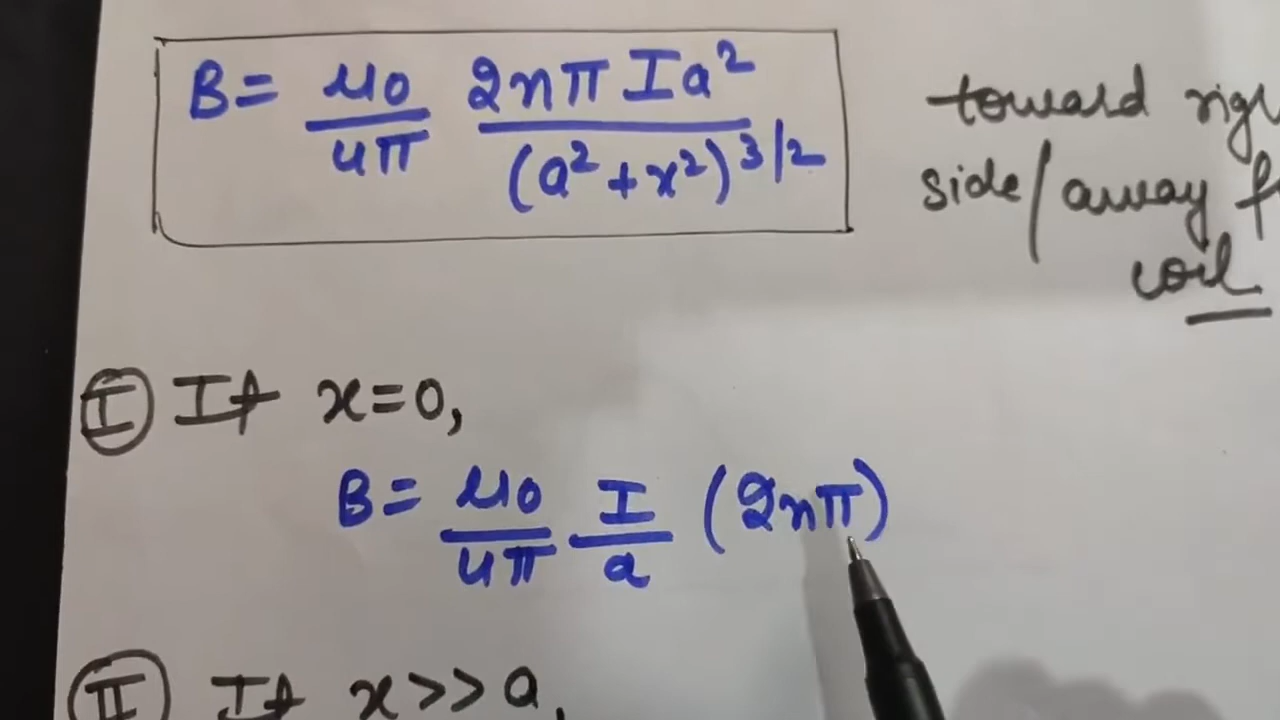 B = μ0/4π 2nπIa²/(a²+x²)^3/2
toward
side/away
coil
Ⓘ If x=0,
B = μ0/4π I/a (2nπ)
Ⓘⓘ If x>>a,